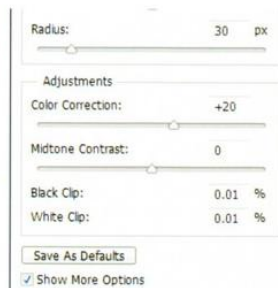 Radius: 30 px
Adjustments
Color Correction: +20
Midtone Contrast: 0
Black Clip: 0.01 %
White Clip: 0.01 %
Save As Defaults
Show More Options